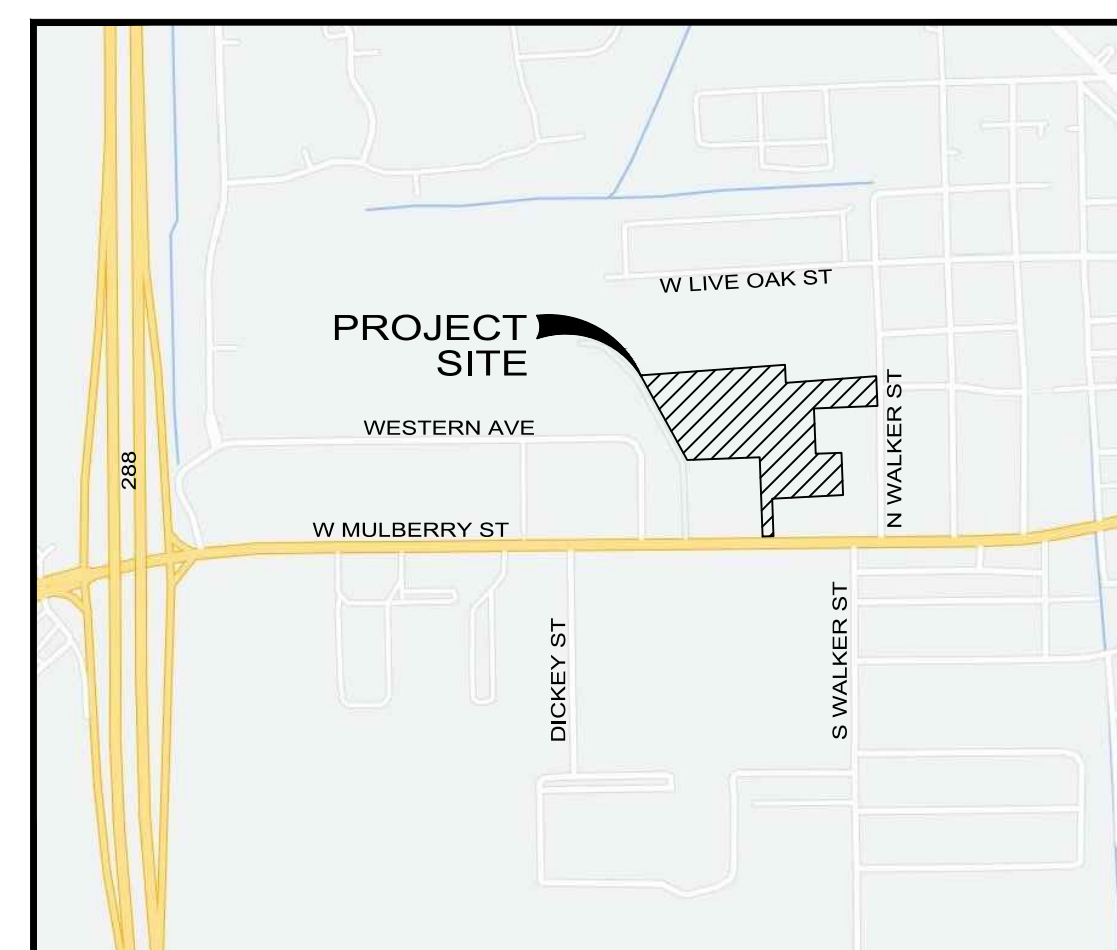 W LIVE OAK ST
PROJECT
SITE
WESTERN AVE
N WALKER ST
288
W MULBERRY ST
DICKEY ST
S WALKER ST